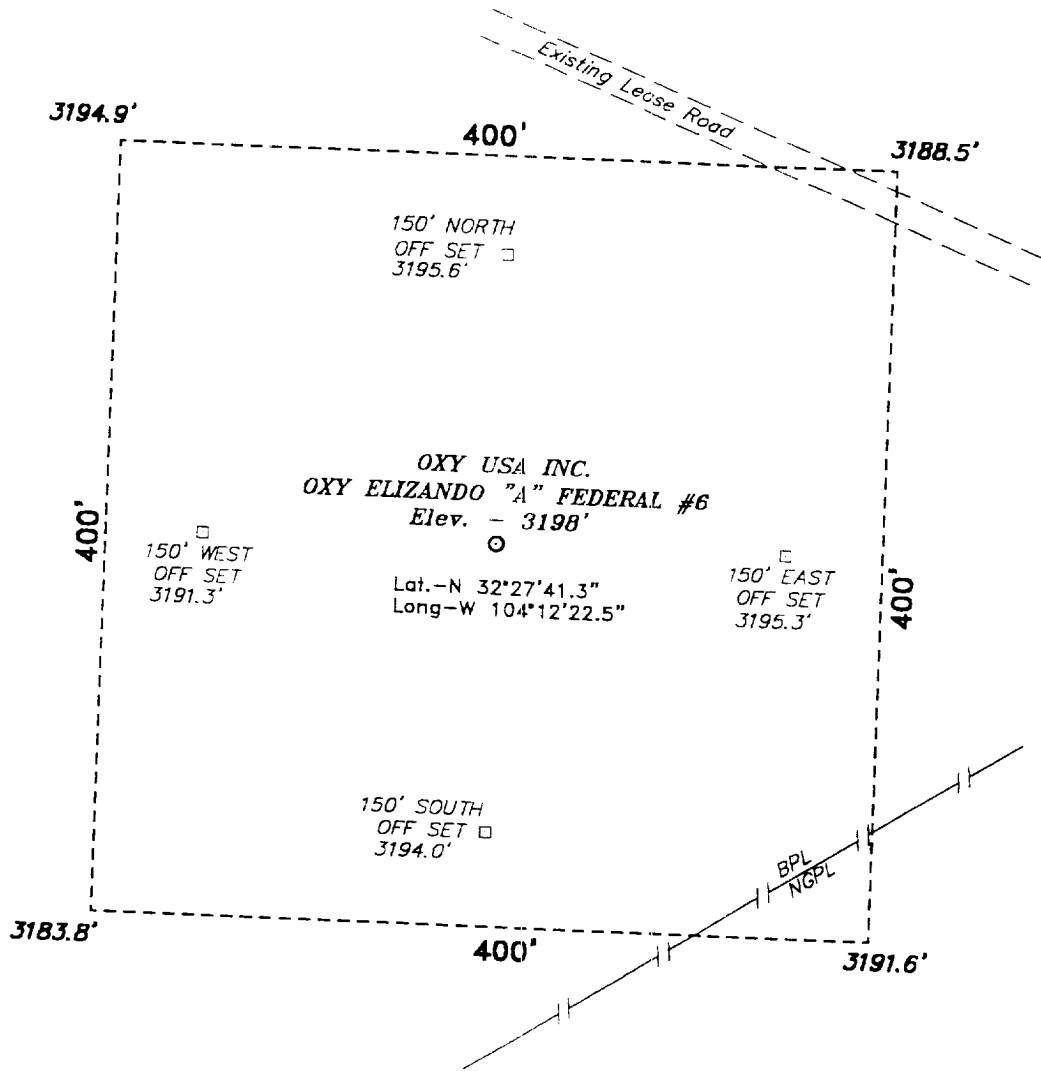 Existing Lease Road
3194.9'
400'
3188.5'
150' NORTH
OFF SET
3195.6'
OXY USA INC.
OXY ELIZANDO "A" FEDERAL #6
Elev. - 3198'
400'
150' WEST
OFF SET
3191.3'
Lat.-N 32°27'41.3"
Long-W 104°12'22.5"
150' EAST
OFF SET
3195.3'
400'
150' SOUTH
OFF SET
3194.0'
BPL
NGPL
3183.8'
400'
3191.6'